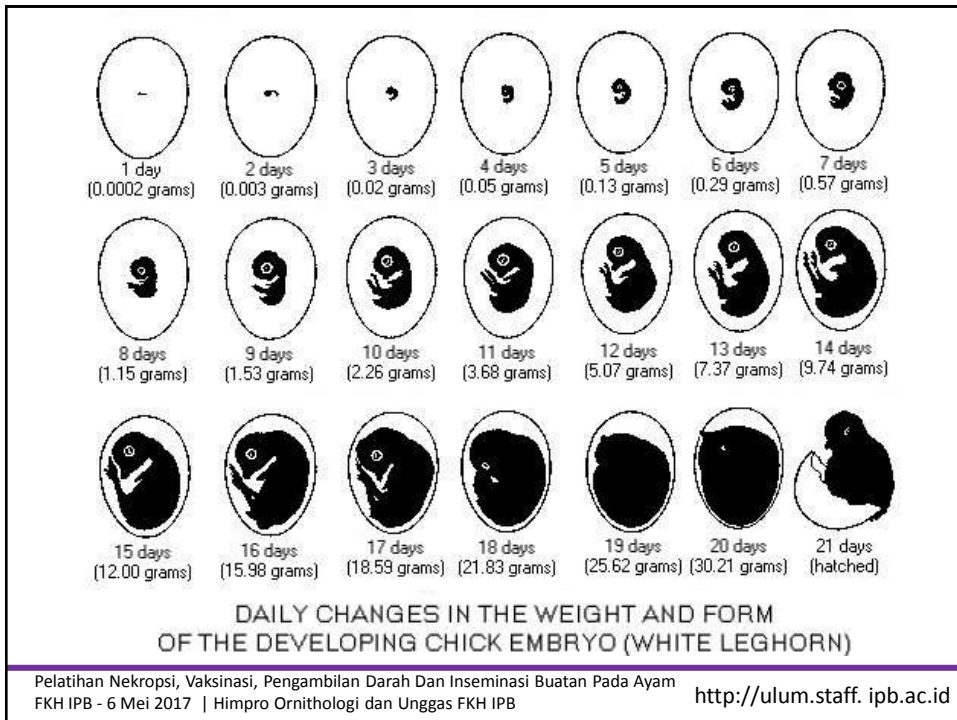 1 day 2 days 3 days 4 days 5 days 6 days 7 days
(0.0002 grams) (0.003 grams) (0.02 grams) (0.05 grams) (0.13 grams) (0.29 grams) (0.57 grams)
8 days 9 days 10 days 11 days 12 days 13 days 14 days
(1.15 grams) (1.53 grams) (2.26 grams) (3.68 grams) (5.07 grams) (7.37 grams) (9.74 grams)
15 days 16 days 17 days 18 days 19 days 20 days 21 days
(12.00 grams) (15.98 grams) (18.59 grams) (21.83 grams) (25.62 grams) (30.21 grams) (hatched)
DAILY CHANGES IN THE WEIGHT AND FORM
OF THE DEVELOPING CHICK EMBRYO (WHITE LEGHORN)
Pelatihan Nekropsi, Vaksinasi, Pengambilan Darah Dan Inseminasi Buatan Pada Ayam
FKH IPB - 6 Mei 2017 | Himpro Ornithologi dan Unggas FKH IPB
http://ulum.staff. ipb.ac.id